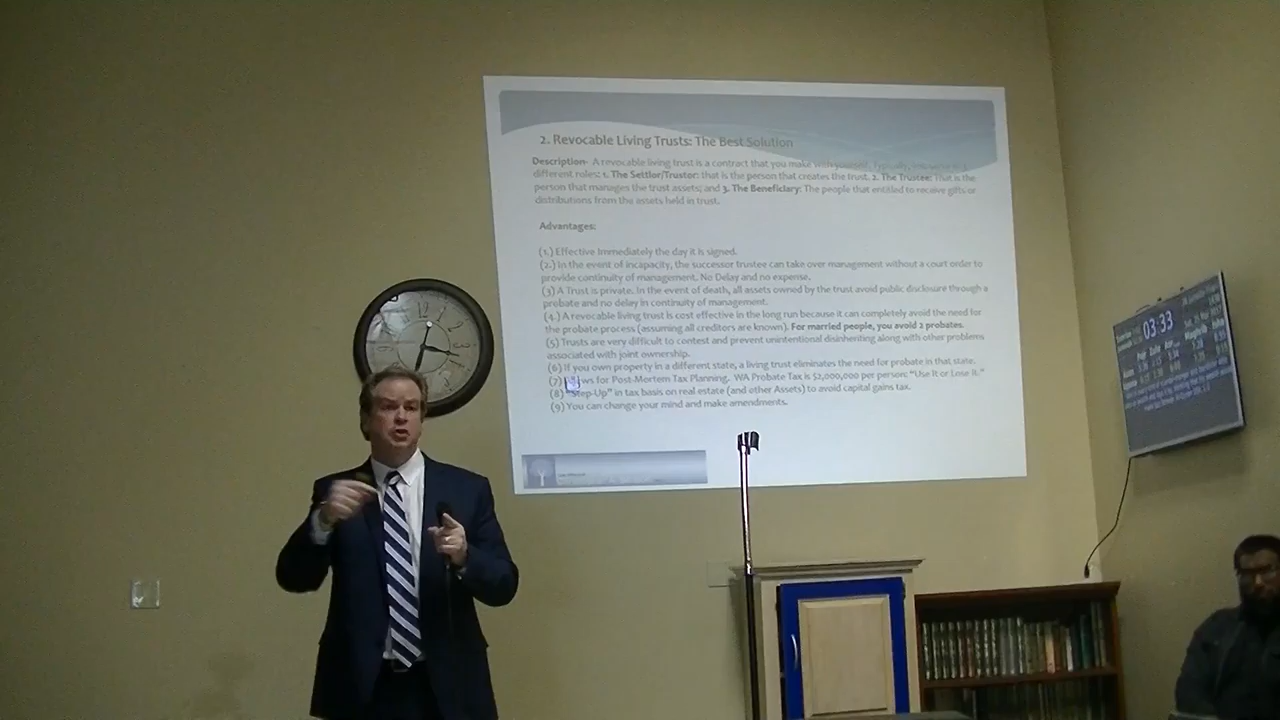 2. Revocable Living Trusts: The Best Solution
Description- A revocable living trust is a contract that you make with yourself. Typically,
different roles: 1. The Settlor/Trustor: that is the person that creates the trust. 2. The Trustee: That is the
person that manages the trust assets; and 3. The Beneficiary: The people that entitled to receive gifts or
distributions from the assets held in trust.
Advantages:
(1.) Effective Immediately the day it is signed.
(2.) In the event of incapacity, the successor trustee can take over management without a court order to
provide continuity of management. No Delay and no expense.
(3) A Trust is private. In the event of death, all assets owned by the trust avoid public disclosure through a
probate and no delay in continuity of management.
(4.) A revocable living trust is cost effective in the long run because it can completely avoid the need for
the probate process (assuming all creditors are known). For married people, you avoid 2 probates.
(5) Trusts are very difficult to contest and prevent unintentional disinheriting along with other problems
associated with joint ownership.
(6) If you own property in a different state, a living trust eliminates the need for probate in that state.
(7) for Post-Mortem Tax Planning. WA Probate Tax is $2,000,000 per person: "Use It or Lose It."
(8) "Step-Up" in tax basis on real estate (and other Assets) to avoid capital gains tax.
(9) You can change your mind and make amendments.
03:33